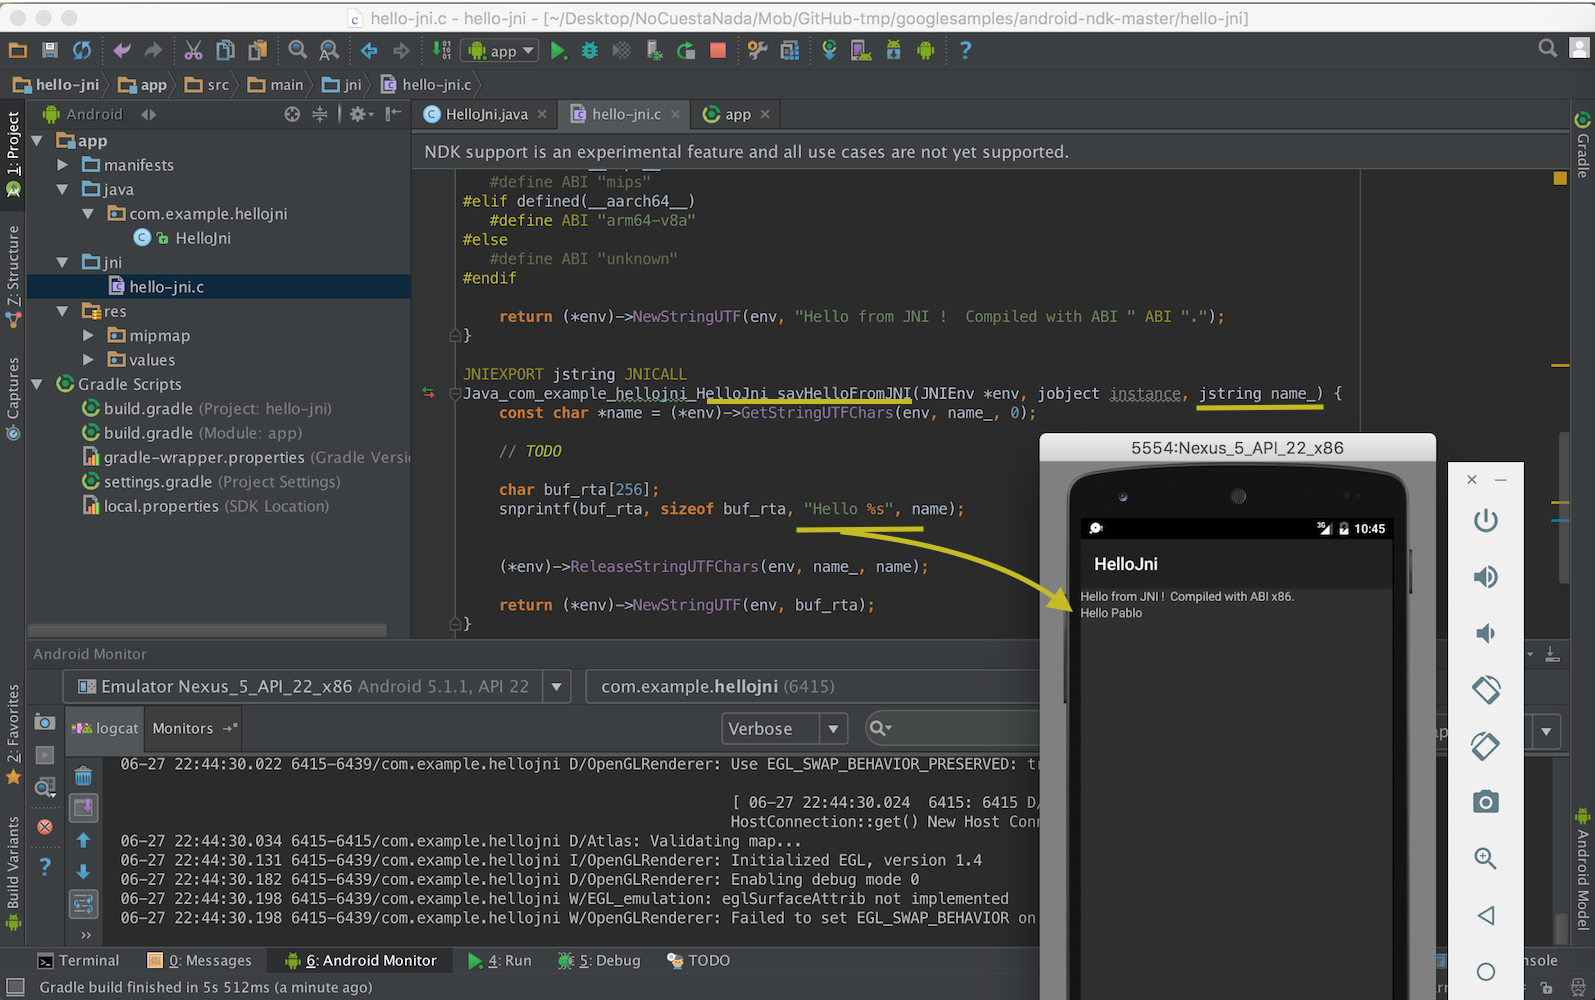 hello-jni.c - hello-jni - [~/Desktop/NoCuestaNada/Mob/GitHub-tmp/googlesamples/android-ndk-master/hello-jni]
app
hello-jni app src main jni hello-jni.c
1: Project
Z: Structure
Captures
2: Favorites
Build Variants
Android
app
manifests
java
com.example.hellojni
HelloJni
jni
hello-jni.c
res
mipmap
values
Gradle Scripts
build.gradle (Project: hello-jni)
build.gradle (Module: app)
gradle-wrapper.properties (Gradle Versi
settings.gradle (Project Settings)
local.properties (SDK Location)
HelloJni.java hello-jni.c app
NDK support is an experimental feature and all use cases are not yet supported.
#define ABI "mips"
#elif defined(__aarch64__)
#define ABI "arm64-v8a"
#else
#define ABI "unknown"
#endif
return (*env)->NewStringUTF(env, "Hello from JNI !  Compiled with ABI " ABI ".");
}
JNIEXPORT jstring JNICALL
Java_com_example_hellojni_HelloJni_sayHelloFromJNI(JNIEnv *env, jobject instance, jstring name_) {
const char *name = (*env)->GetStringUTFChars(env, name_, 0);
// TODO
char buf_rta[256];
snprintf(buf_rta, sizeof buf_rta, "Hello %s", name);
(*env)->ReleaseStringUTFChars(env, name_, name);
return (*env)->NewStringUTF(env, buf_rta);
}
Gradle
Android Model
5554:Nexus_5_API_22_x86
3G 10:45
HelloJni
Hello from JNI !  Compiled with ABI x86.
Hello Pablo
Android Monitor
Emulator Nexus_5_API_22_x86 Android 5.1.1, API 22
com.example.hellojni (6415)
logcat Monitors
Verbose
06-27 22:44:30.022 6415-6439/com.example.hellojni D/OpenGLRenderer: Use EGL_SWAP_BEHAVIOR_PRESERVED: tr
[ 06-27 22:44:30.024  6415: 6415 D/
HostConnection::get() New Host Conn
06-27 22:44:30.034 6415-6415/com.example.hellojni D/Atlas: Validating map...
06-27 22:44:30.131 6415-6439/com.example.hellojni I/OpenGLRenderer: Initialized EGL, version 1.4
06-27 22:44:30.182 6415-6439/com.example.hellojni D/OpenGLRenderer: Enabling debug mode 0
06-27 22:44:30.198 6415-6439/com.example.hellojni W/EGL_emulation: eglSurfaceAttrib not implemented
06-27 22:44:30.198 6415-6439/com.example.hellojni W/OpenGLRenderer: Failed to set EGL_SWAP_BEHAVIOR on
Terminal 0: Messages 6: Android Monitor 4: Run 5: Debug TODO nsole
Gradle build finished in 5s 512ms (a minute ago)